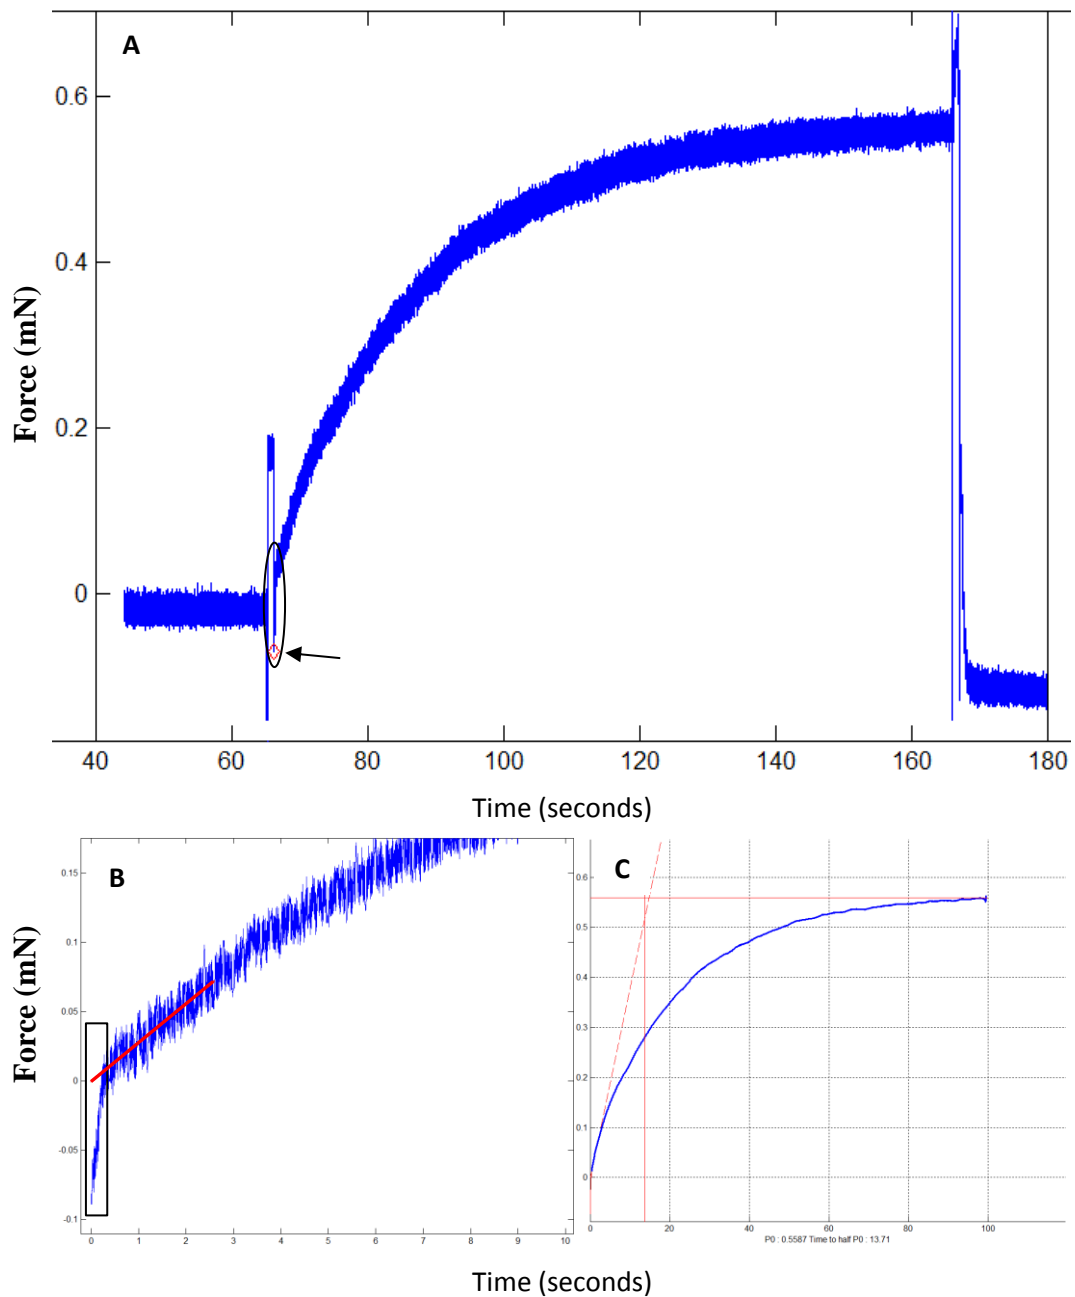 A
0.6
0.4
0.2
0
Force (mN)
40 60 80 100 120 140 160 180
Time (seconds)
B
0.15
0.1
0.05
0
-0.05
-0.1
Force (mN)
0 1 2 3 4 5 6 7 8 9 10
C
0.6
0.5
0.4
0.3
0.2
0.1
0
0 20 40 60 80 100
P0 : 0.5587 Time to half P0 : 13.71
Time (seconds)